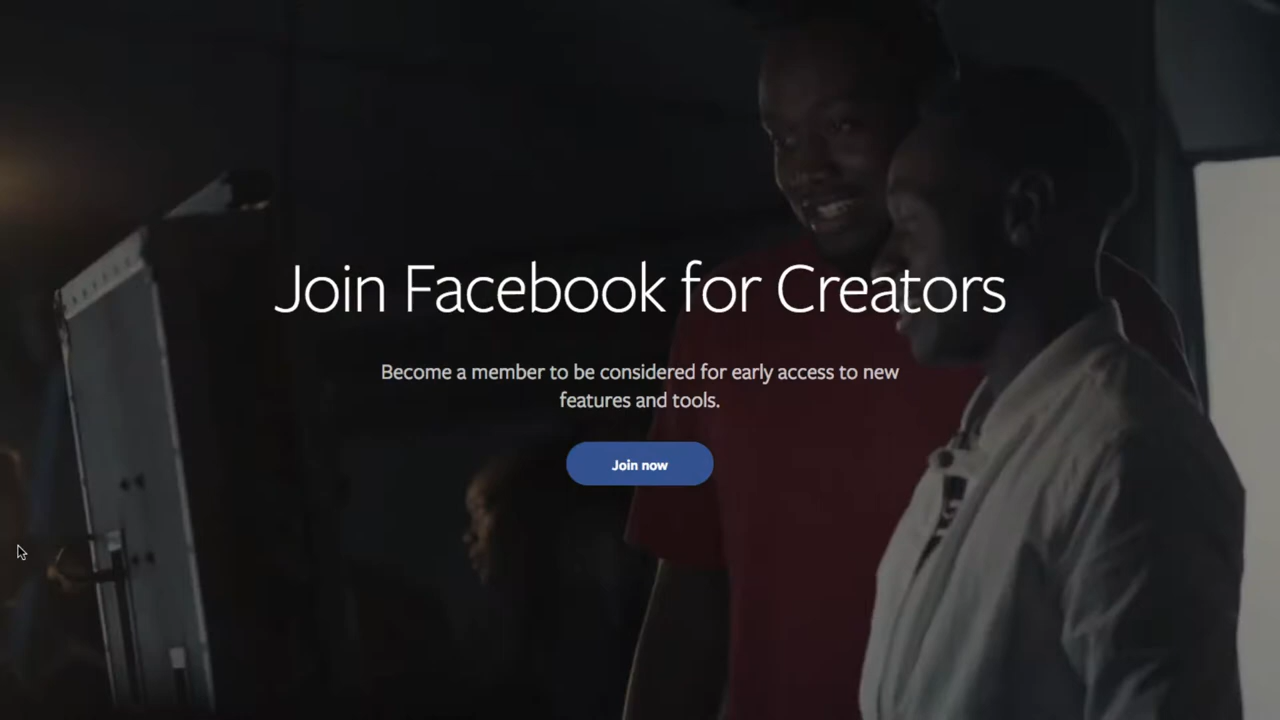 Join Facebook for Creators
Become a member to be considered for early access to new
features and tools.
Join now